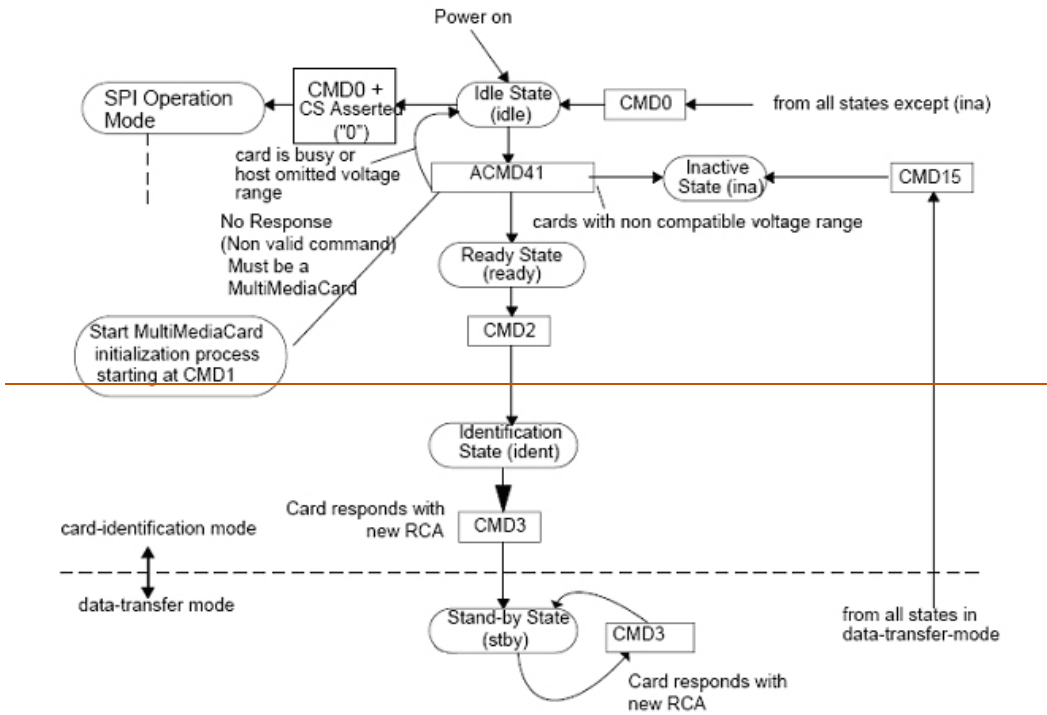 Power on
SPI Operation
Mode
CMD0 +
CS Asserted
("0")
Idle State
(idle)
CMD0
from all states except (ina)
card is busy or
host omitted voltage
range
ACMD41
Inactive
State (ina)
CMD15
cards with non compatible voltage range
No Response
(Non valid command)
Must be a
MultiMediaCard
Ready State
(ready)
CMD2
Start MultiMediaCard
initialization process
starting at CMD1
Identification
State (ident)
Card responds with
new RCA
CMD3
card-identification mode
data-transfer mode
Stand-by State
(stby)
CMD3
Card responds with
new RCA
from all states in
data-transfer-mode